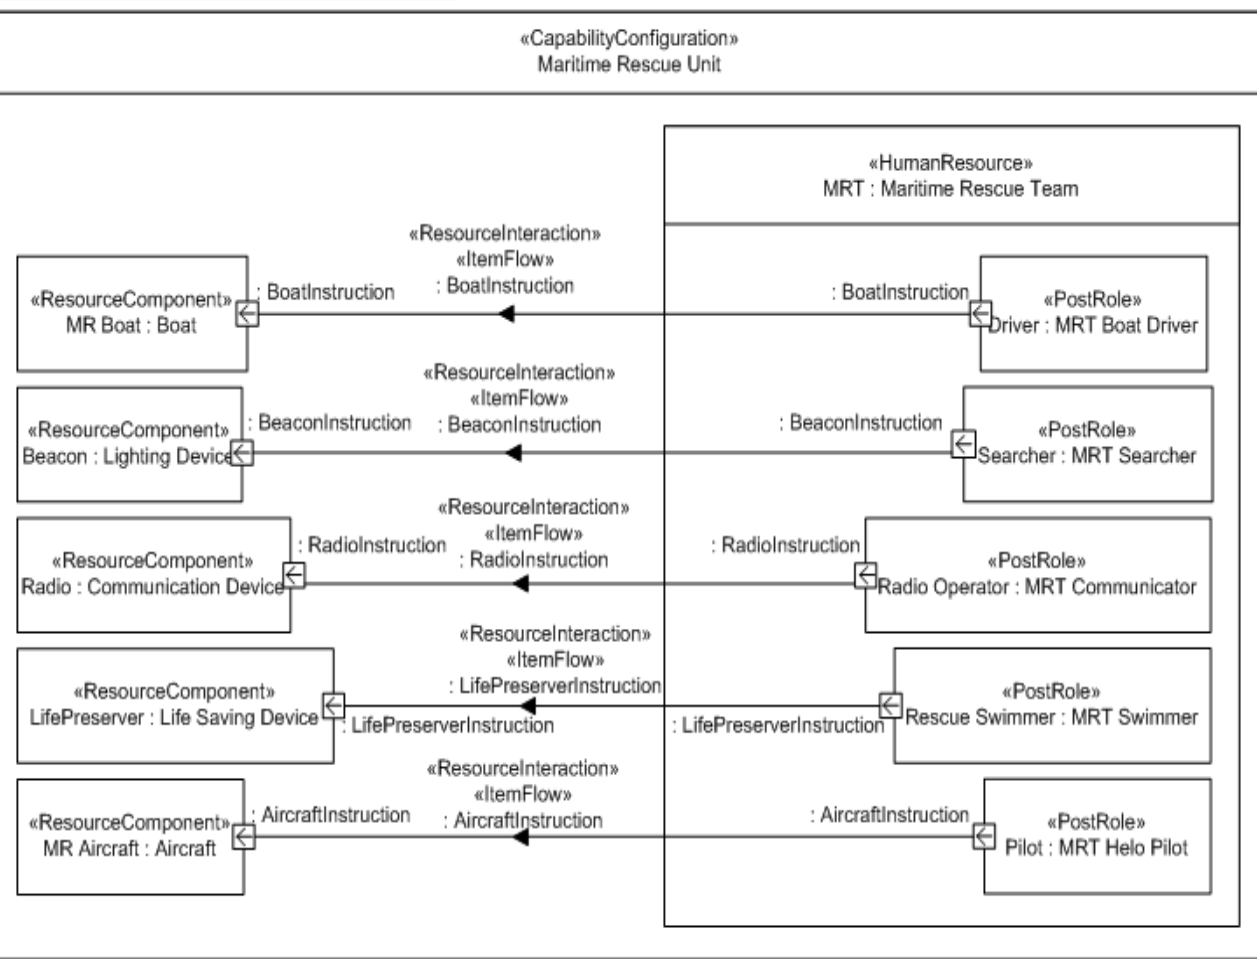 «CapabilityConfiguration»
Maritime Rescue Unit
«HumanResource»
MRT : Maritime Rescue Team
«ResourceInteraction»
«ItemFlow»
: BoatInstruction
«ResourceComponent»
MR Boat : Boat
: BoatInstruction
: BoatInstruction
«PostRole»
Driver : MRT Boat Driver
«ResourceInteraction»
«ItemFlow»
: BeaconInstruction
«ResourceComponent»
Beacon : Lighting Device
: BeaconInstruction
: BeaconInstruction
«PostRole»
Searcher : MRT Searcher
«ResourceInteraction»
«ItemFlow»
: RadioInstruction
«ResourceComponent»
Radio : Communication Device
: RadioInstruction
: RadioInstruction
«PostRole»
Radio Operator : MRT Communicator
«ResourceInteraction»
«ItemFlow»
: LifePreserverInstruction
«ResourceComponent»
LifePreserver : Life Saving Device
: LifePreserverInstruction
: LifePreserverInstruction
«PostRole»
Rescue Swimmer : MRT Swimmer
«ResourceInteraction»
«ItemFlow»
: AircraftInstruction
«ResourceComponent»
MR Aircraft : Aircraft
: AircraftInstruction
: AircraftInstruction
«PostRole»
Pilot : MRT Helo Pilot